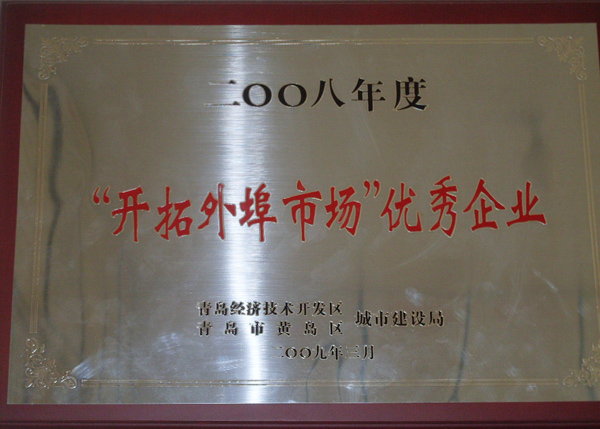 二〇〇八年度
“开拓外埠市场”优秀企业
青岛经济技术开发区
青岛市黄岛区 城市建设局
二〇〇九年三月